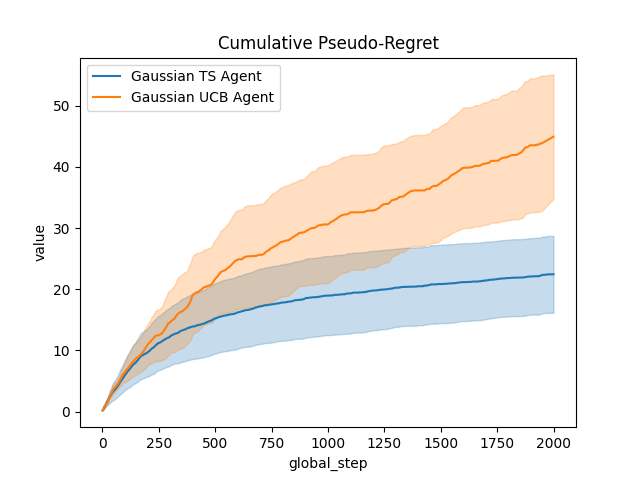 Cumulative Pseudo-Regret
Gaussian TS Agent
Gaussian UCB Agent
value
50
40
30
20
10
0
0 250 500 750 1000 1250 1500 1750 2000
global_step